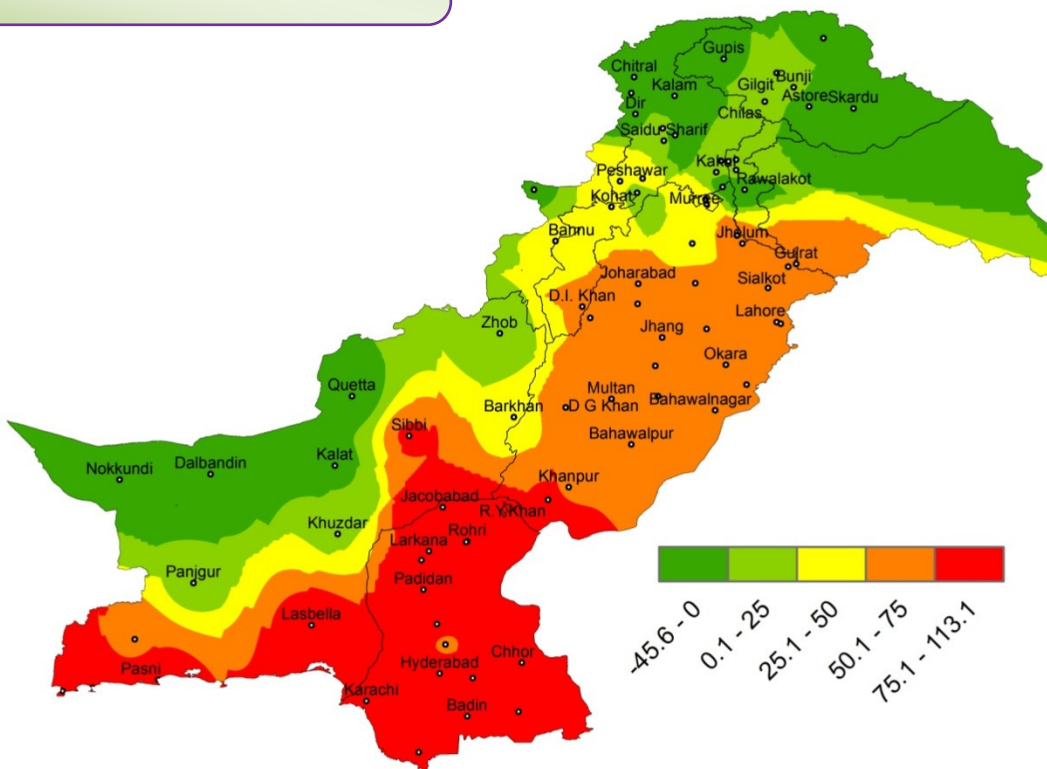 Gupis
Chitral
Kalam
Gilgit
Bunji
Dir
Astore
Skardu
Chilas
Saidu Sharif
Peshawar
Rawalakot
Kohat
Murree
Bannu
Jhelum
Gujrat
Joharabad
Sialkot
D.I. Khan
Lahore
Zhob
Jhang
Okara
Quetta
Multan
Barkhan
D G Khan
Bahawalnagar
Sibbi
Bahawalpur
Kalat
Nokkundi
Dalbandin
Khanpur
Jacobabad
R.Y.Khan
Khuzdar
Rohri
Larkana
Panjgur
Padidan
Lasbella
Pasni
Hyderabad
Chhor
Karachi
Badin
-45.6 - 0
0.1 - 25
25.1 - 50
50.1 - 75
75.1 - 113.1